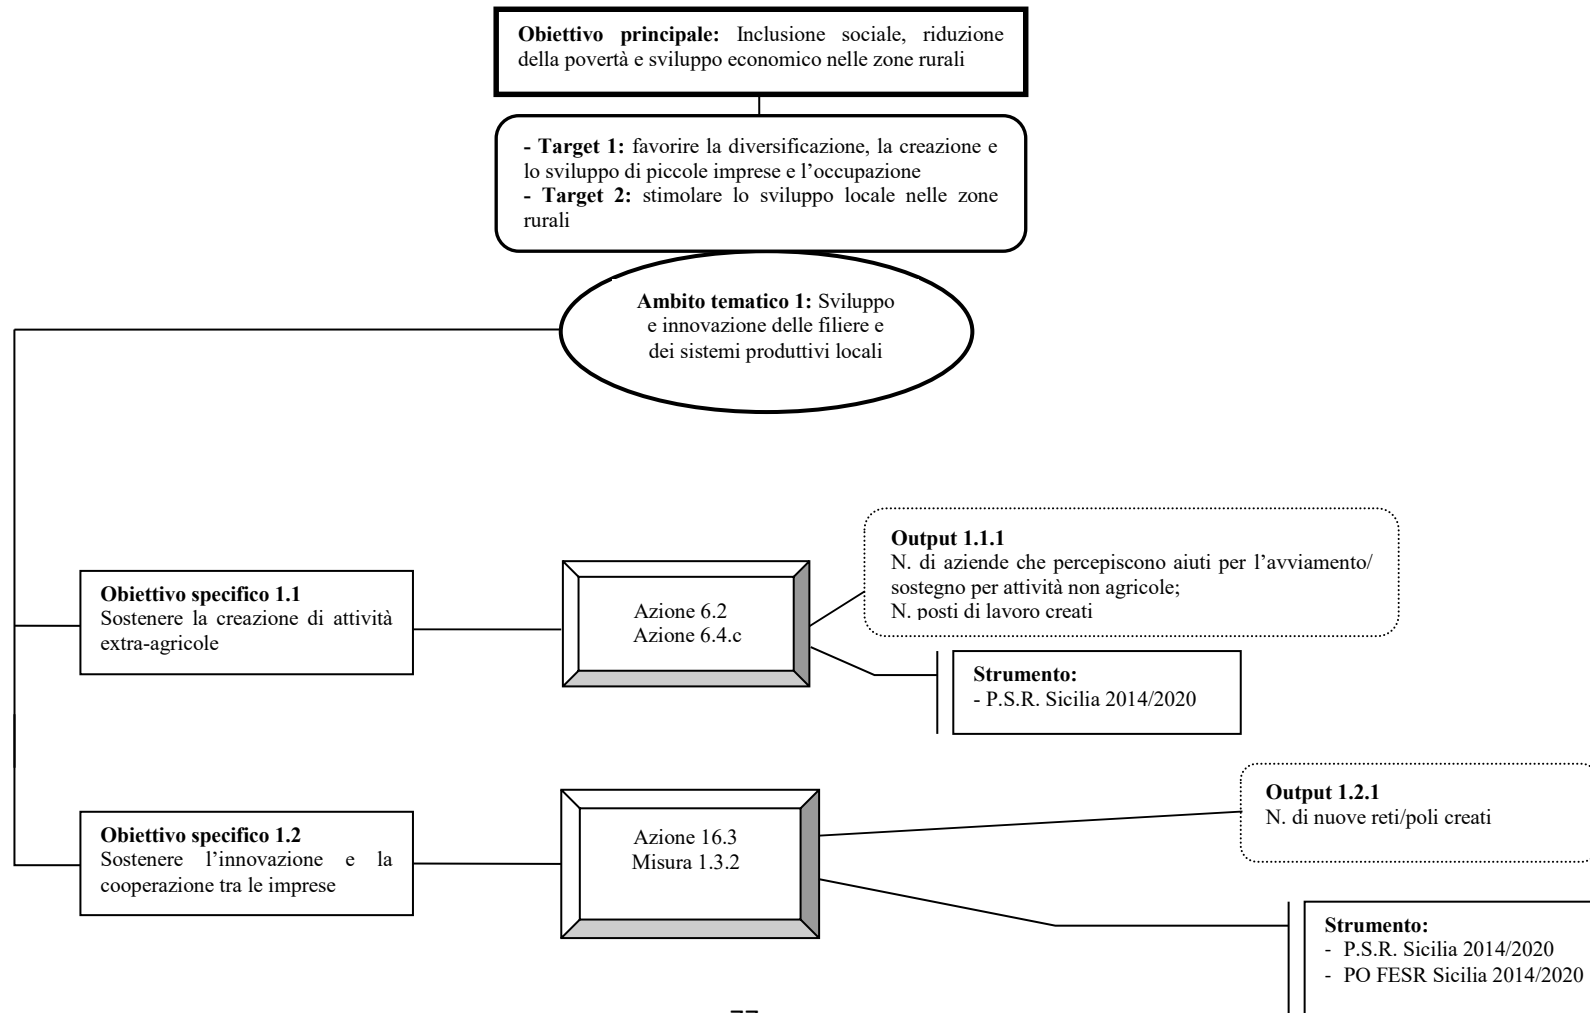 Obiettivo principale: Inclusione sociale, riduzione
della povertà e sviluppo economico nelle zone rurali
- Target 1: favorire la diversificazione, la creazione e
lo sviluppo di piccole imprese e l’occupazione
- Target 2: stimolare lo sviluppo locale nelle zone
rurali
Ambito tematico 1: Sviluppo
e innovazione delle filiere e
dei sistemi produttivi locali
Obiettivo specifico 1.1
Sostenere la creazione di attività
extra-agricole
Azione 6.2
Azione 6.4.c
Output 1.1.1
N. di aziende che percepiscono aiuti per l’avviamento/
sostegno per attività non agricole;
N. posti di lavoro creati
Strumento:
- P.S.R. Sicilia 2014/2020
Obiettivo specifico 1.2
Sostenere l’innovazione e la
cooperazione tra le imprese
Azione 16.3
Misura 1.3.2
Output 1.2.1
N. di nuove reti/poli creati
Strumento:
- P.S.R. Sicilia 2014/2020
- PO FESR Sicilia 2014/2020